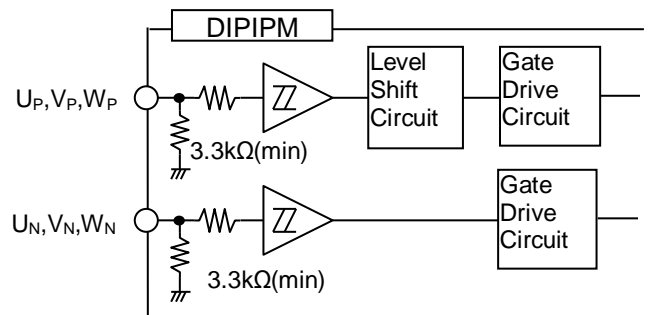 DIPIPM
Level
Shift
Circuit
Gate
Drive
Circuit
UP,VP,WP
3.3kΩ(min)
Gate
Drive
Circuit
UN,VN,WN
3.3kΩ(min)